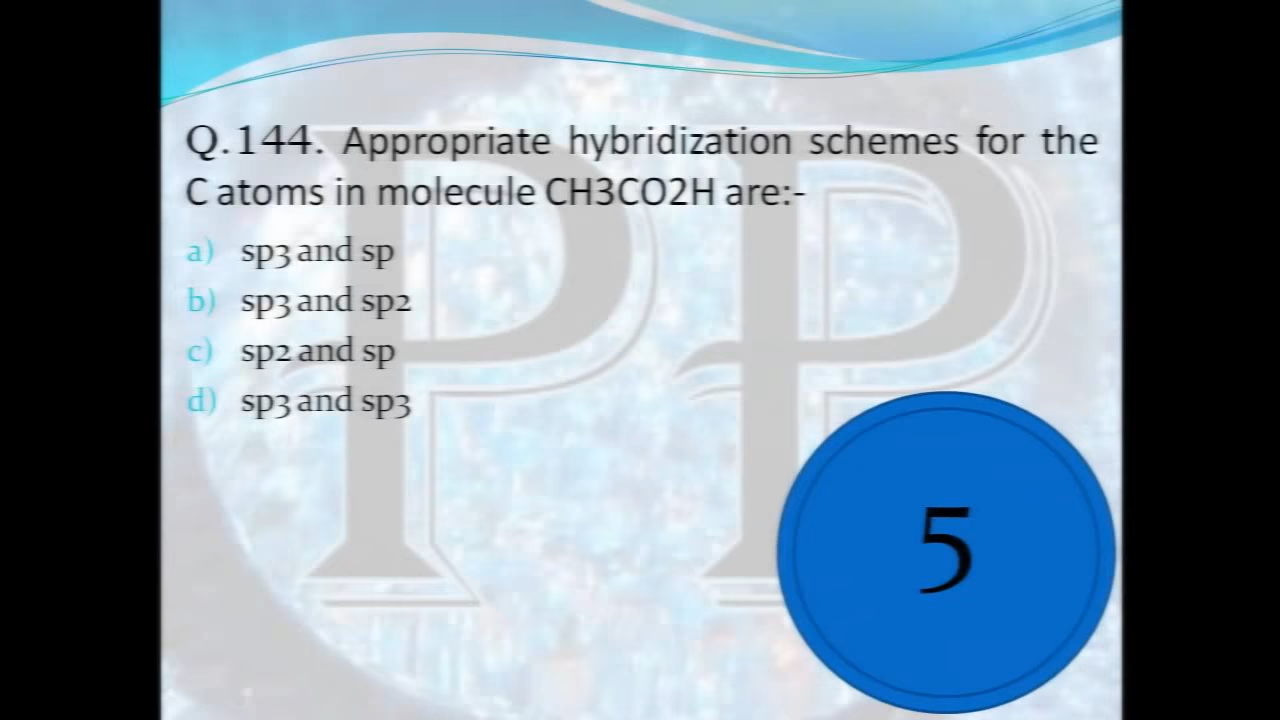 Q.144. Appropriate hybridization schemes for the
C atoms in molecule CH3CO2H are:-
a) sp3 and sp
b) sp3 and sp2
c) sp2 and sp
d) sp3 and sp3
5
PP